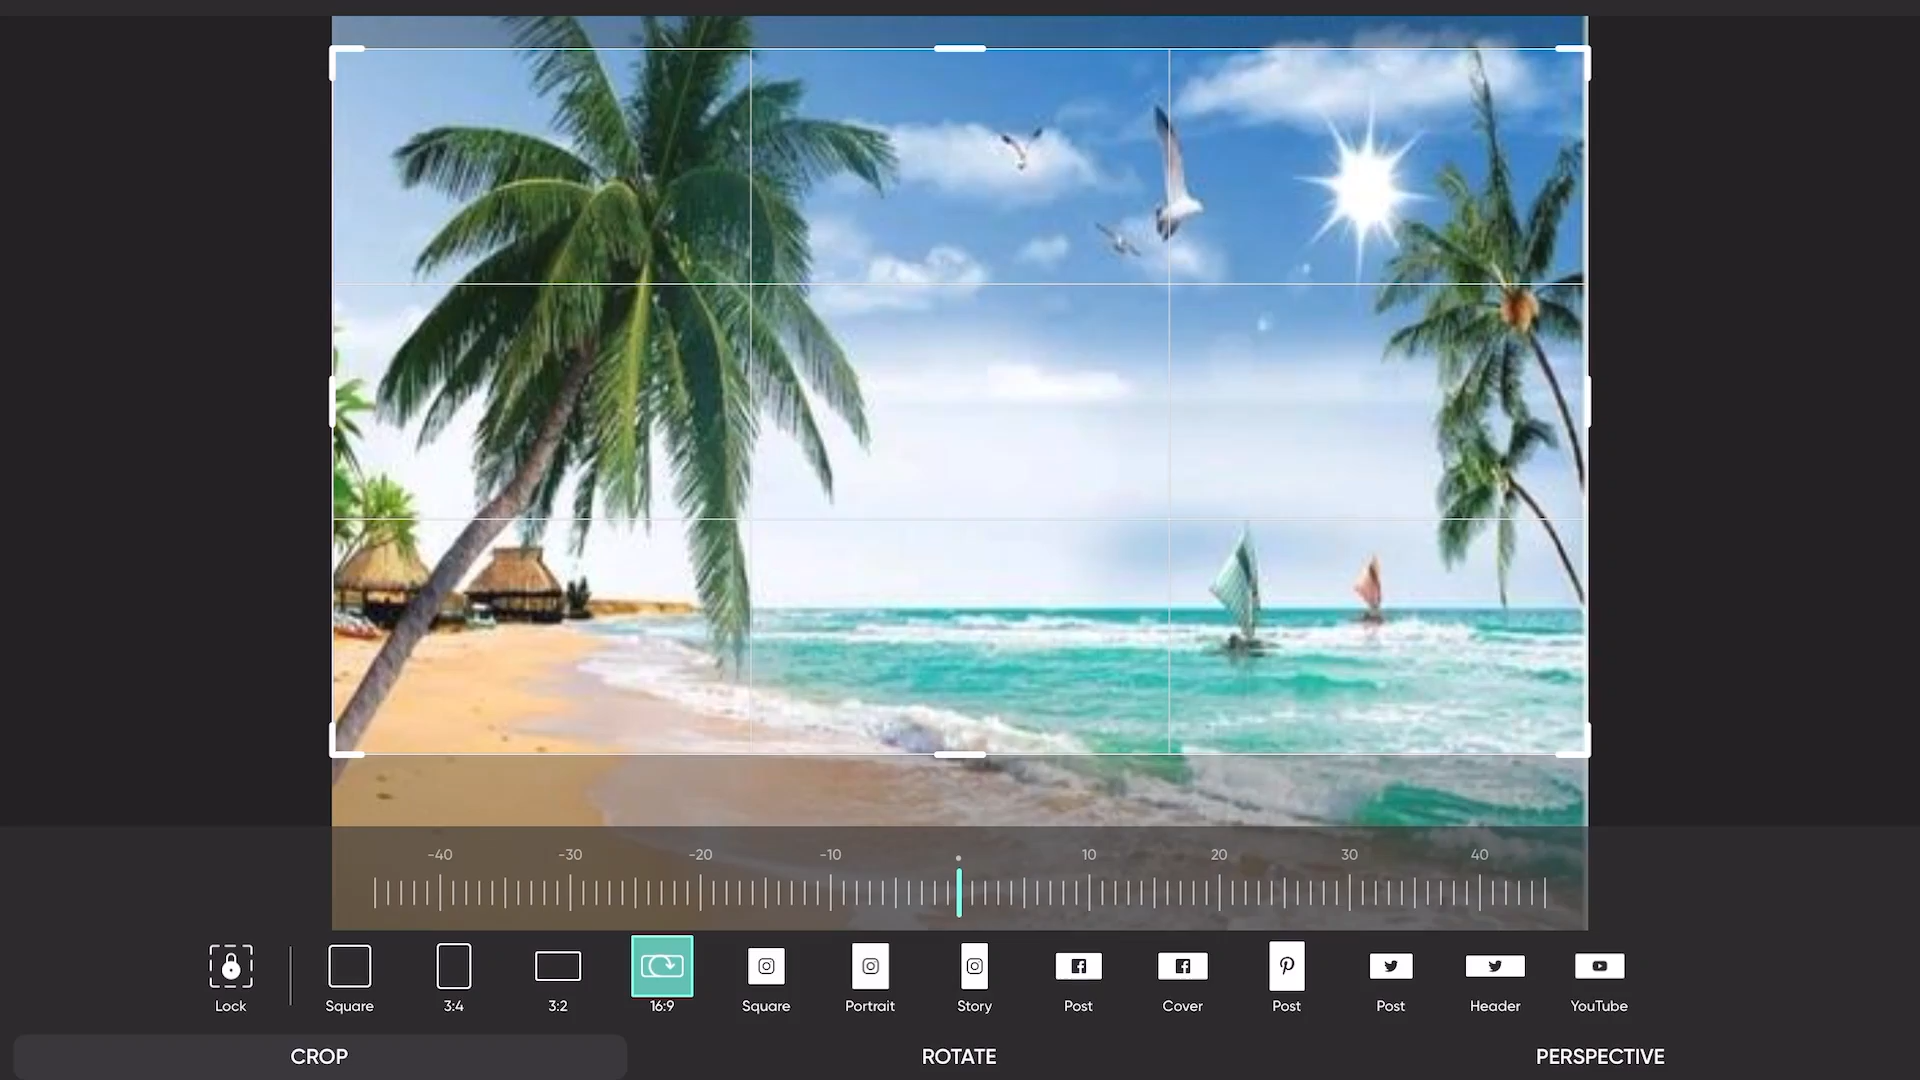 -40 -30 -20 -10 10 20 30 40
Lock Square 3:4 3:2 16:9 Square Portrait Story Post Cover Post Post Header YouTube
CROP ROTATE PERSPECTIVE